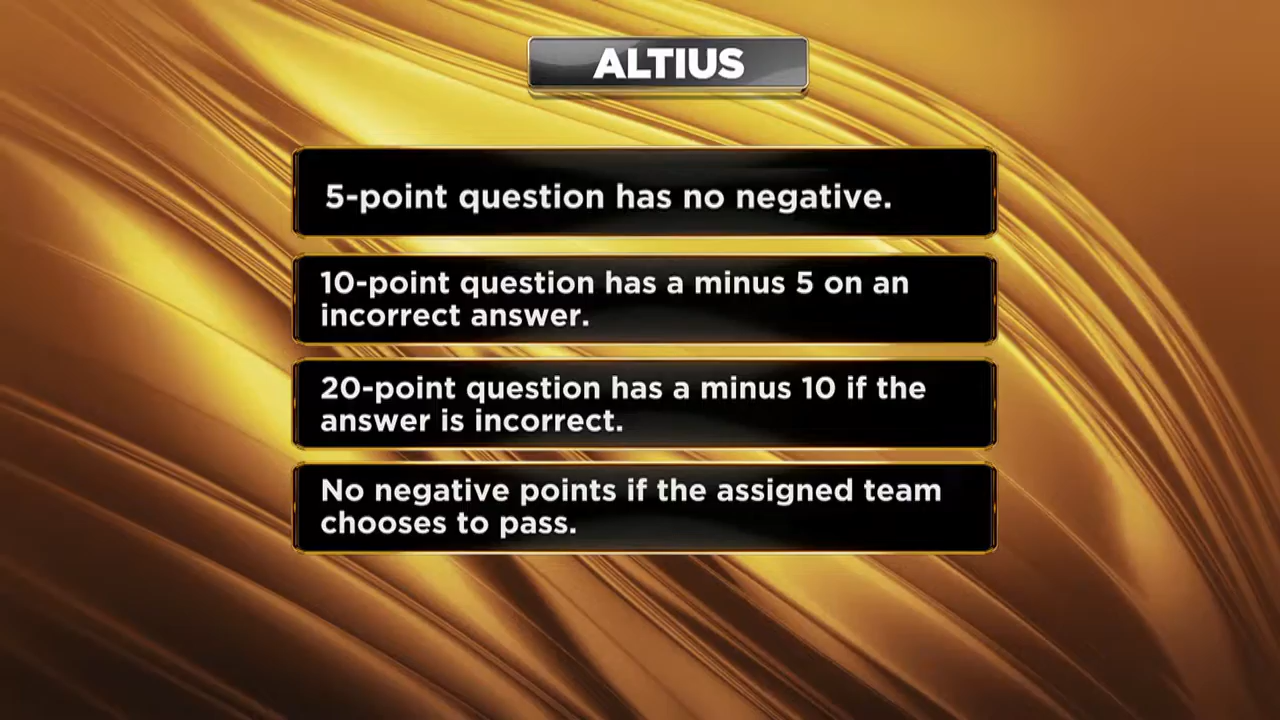 ALTIUS
5-point question has no negative.
10-point question has a minus 5 on an
incorrect answer.
20-point question has a minus 10 if the
answer is incorrect.
No negative points if the assigned team
chooses to pass.